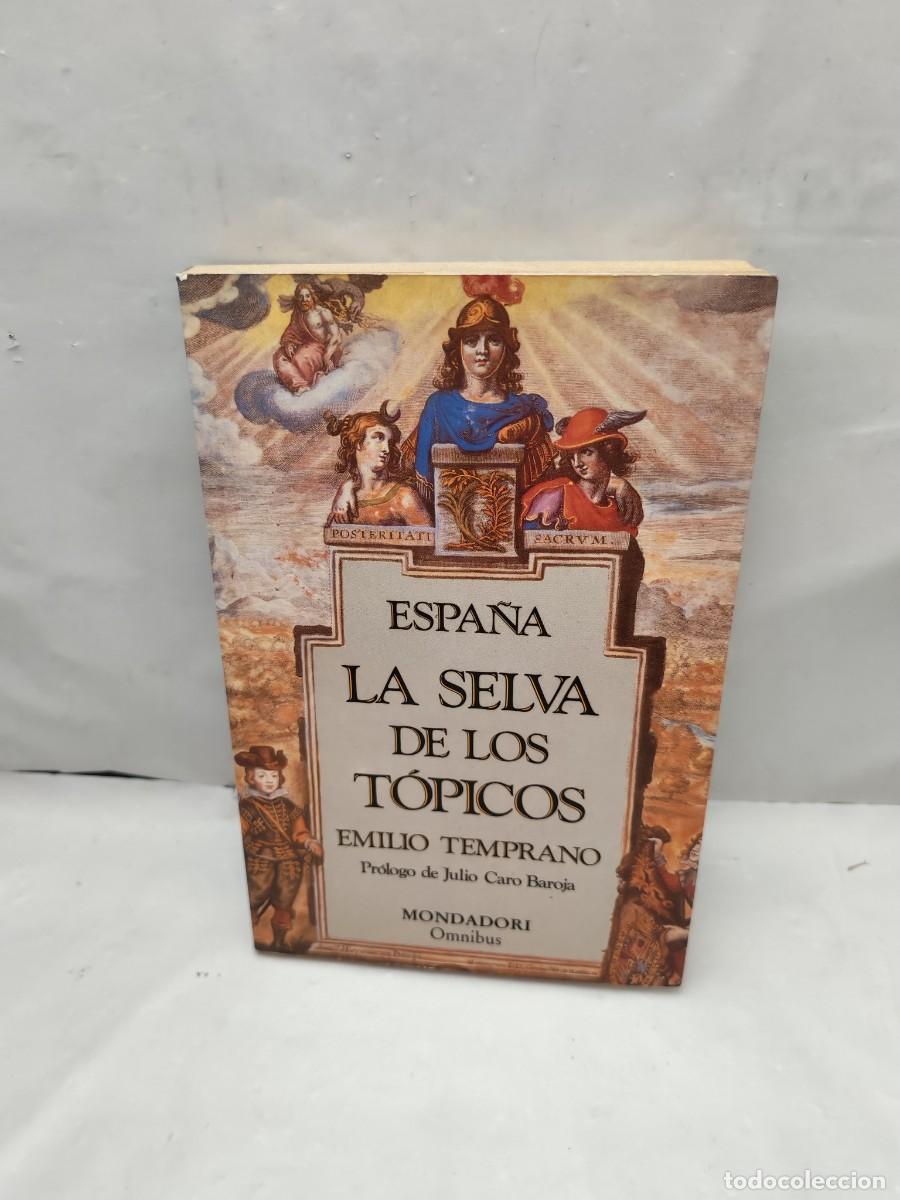 POSTERITATI SACRVM.
ESPAÑA
LA SELVA
DE LOS
TÓPICOS
EMILIO TEMPRANO
Prólogo de Julio Caro Baroja
MONDADORI
Omnibus
todocoleccion